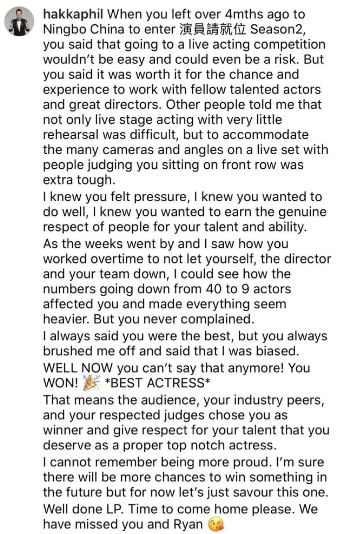 hakkaphil When you left over 4mths ago to
Ningbo China to enter 演員請就位 Season2,
you said that going to a live acting competition
wouldn't be easy and could even be a risk. But
you said it was worth it for the chance and
experience to work with fellow talented actors
and great directors. Other people told me that
not only live stage acting with very little
rehearsal was difficult, but to accommodate
the many cameras and angles on a live set with
people judging you sitting on front row was
extra tough.
I knew you felt pressure, I knew you wanted to
do well, I knew you wanted to earn the genuine
respect of people for your talent and ability.
As the weeks went by and I saw how you
worked overtime to not let yourself, the director
and your team down, I could see how the
numbers going down from 40 to 9 actors
affected you and made everything seem
heavier. But you never complained.
I always said you were the best, but you always
brushed me off and said that I was biased.
WELL NOW you can't say that anymore! You
WON! 🎉 *BEST ACTRESS*
That means the audience, your industry peers,
and your respected judges chose you as
winner and give respect for your talent that you
deserve as a proper top notch actress.
I cannot remember being more proud. I'm sure
there will be more chances to win something in
the future but for now let's just savour this one.
Well done LP. Time to come home please. We
have missed you and Ryan 😘